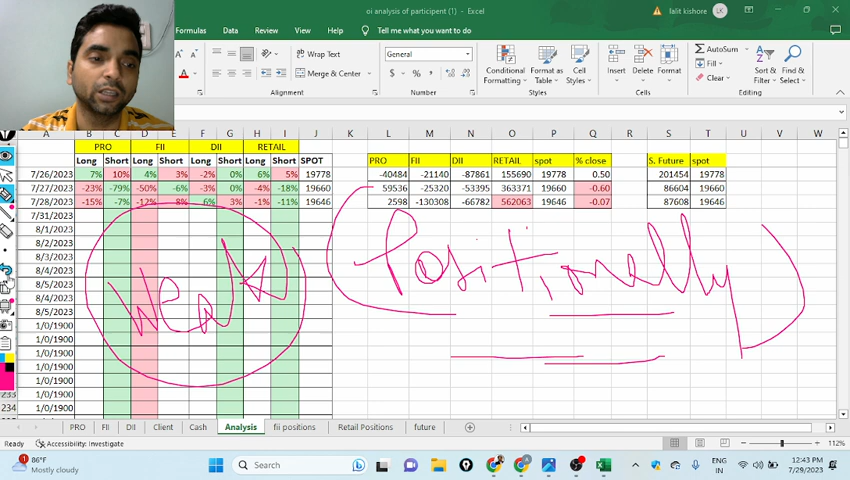 oi analysis of participant (1) - Excel
lalit kishore
LK
Formulas Data Review View Help Tell me what you want to do
Wrap Text General AutoSum
Merge & Center $ % Conditional Formatting Format as Table Cell Styles Insert Delete Format Fill Clear Sort & Filter Find & Select
Alignment Number Styles Cells Editing
A B C D E F G H I J K L M N O P Q R S T U V W
PRO FII DII RETAIL PRO FII NII RETAIL spot % close S. Future spot
Long Short Long Short Long Short Long Short SPOT
7/26/2023 7% 10% 4% 3% -2% 0% 6% 5% 19778 -40484 -21140 -87861 155690 19778 0.50 201454 19778
7/27/2023 -23% -79% -50% -6% -3% 0% -4% -18% 19660 59536 -25320 -53395 363371 19660 -0.60 86604 19660
7/28/2023 -15% -7% -12% 8% 6% 3% -1% -11% 19646 2598 -130308 -66782 562063 19646 -0.07 87608 19646
7/31/2023
8/1/2023
8/2/2023
8/3/2023
8/4/2023
8/5/2023
8/5/2023
1/0/1900
1/0/1900
1/0/1900
1/0/1900
1/0/1900
1/0/1900
1/0/1900
234
Weak
Positionally
PRO FII DII Client Cash Analysis fii positions Retail Positions future
Ready Accessibility: Investigate 112%
86°F
Mostly cloudy
Search
ENG
IN
12:43 PM
7/29/2023